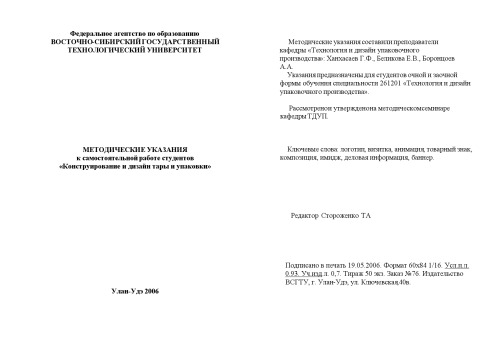 Федеральное агентство по образованию
ВОСТОЧНО-СИБИРСКИЙ ГОСУДАРСТВЕННЫЙ
ТЕХНОЛОГИЧЕСКИЙ УНИВЕРСИТЕТ
МЕТОДИЧЕСКИЕ УКАЗАНИЯ
к самостоятельной работе студентов
«Конструирование и дизайн тары и упаковки»
Улан-Удэ 2006
Методические указания составили преподаватели
кафедры «Технология и дизайн упаковочного
производства»: Ханхасаев Г.Ф., Беликова Е.В., Боронцоев
А.А.
Указания предназначены для студентов очной и заочной
формы обучения специальности 261201 «Технология и дизайн
упаковочного производства».
Рассмотрено и утверждено на методическом семинаре
кафедры ТДУП.
Ключевые слова: логотип, визитка, анимация, товарный знак,
композиция, имидж, деловая информация, баннер.
Редактор Стороженко Т.А
Подписано в печать 19.05.2006. Формат 60х84 1/16. Усл.п.л.
0,93. Уч.изд.л. 0,7. Тираж 50 экз. Заказ №76. Издательство
ВСГТУ, г. Улан-Удэ, ул. Ключевская,40в.